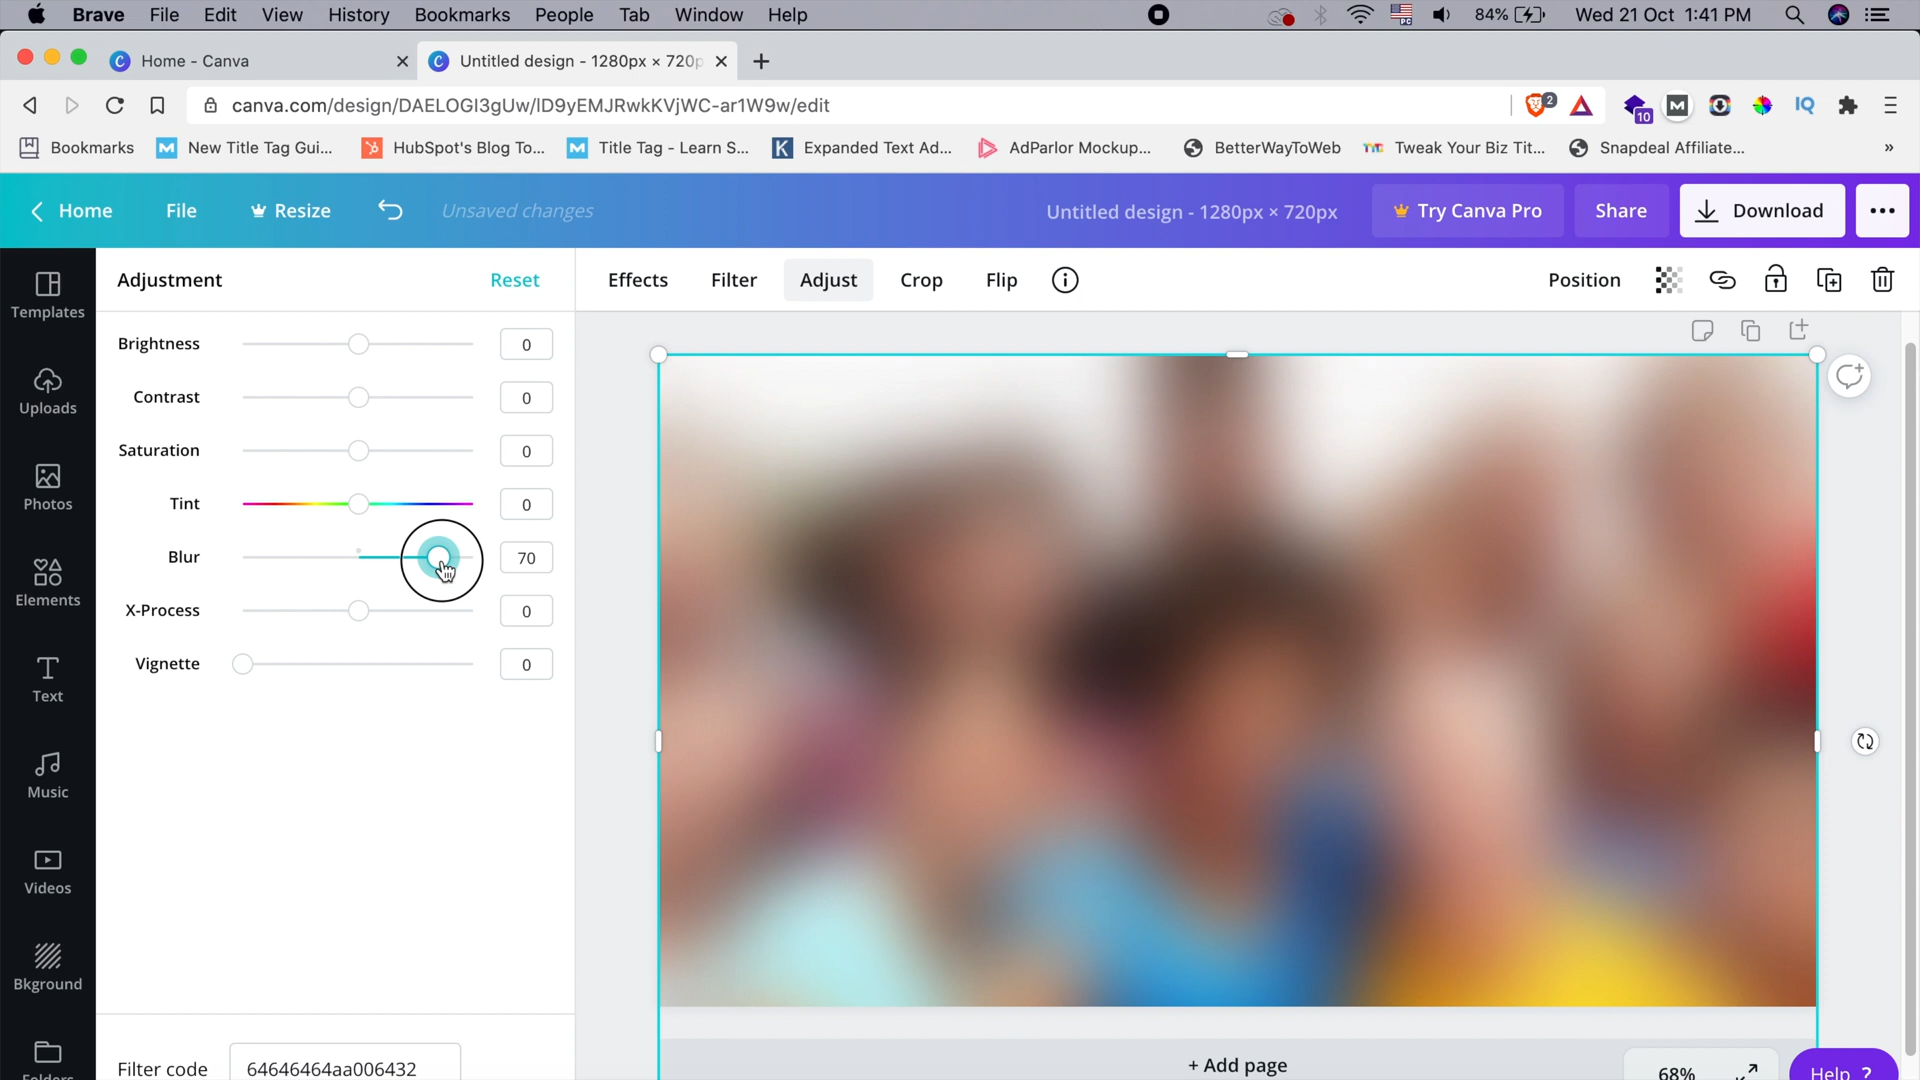 Brave File Edit View History Bookmarks People Tab Window Help 84% Wed 21 Oct 1:41 PM
Home - Canva Untitled design - 1280px × 720p
canva.com/design/DAELOGI3gUw/ID9yEMJRwkKVjWC-ar1W9w/edit 2 10 M IQ
Bookmarks New Title Tag Gui... HubSpot's Blog To... Title Tag - Learn S... Expanded Text Ad... AdParlor Mockup... BetterWayToWeb Tweak Your Biz Tit... Snapdeal Affiliate... »
Home File Resize Unsaved changes Untitled design - 1280px × 720px Try Canva Pro Share Download
Adjustment Reset Effects Filter Adjust Crop Flip Position
Templates
Uploads
Photos
Elements
Text
Music
Videos
Bkground
Brightness 0
Contrast 0
Saturation 0
Tint 0
Blur 70
X-Process 0
Vignette 0
Filter code 64646464aa006432
+ Add page
68%
Help ?